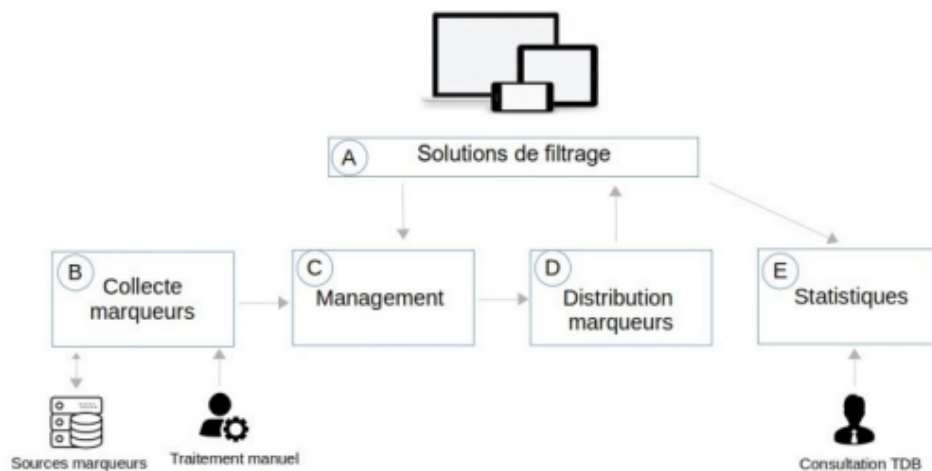 A
Solutions de filtrage
B
Collecte
marqueurs
C
Management
D
Distribution
marqueurs
E
Statistiques
Sources marqueurs
Traitement manuel
Consultation TDB